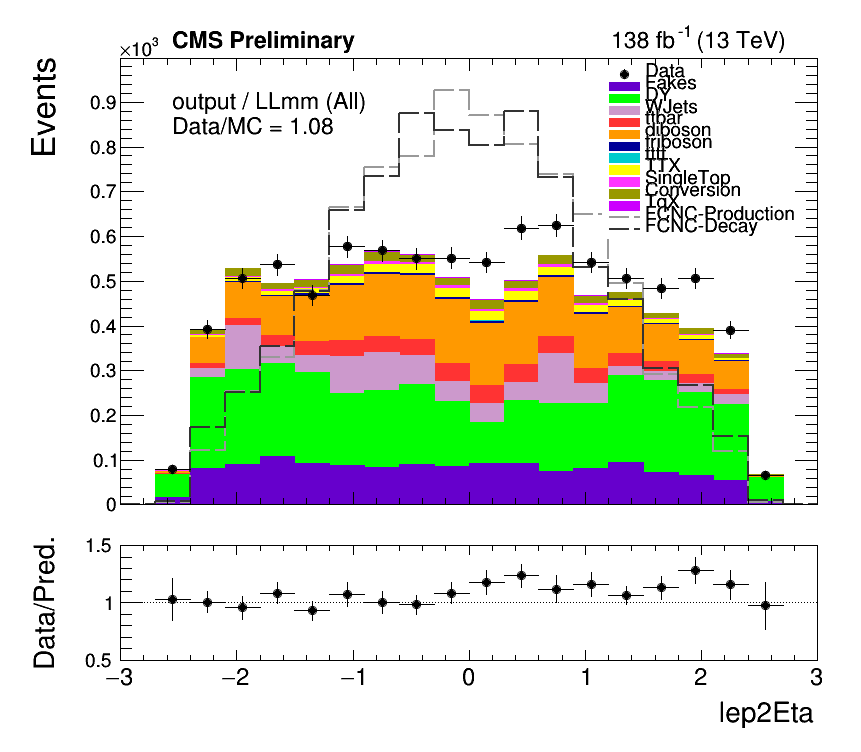 ×10³
CMS Preliminary
138 fb⁻¹ (13 TeV)
Events
output / LLmm (All)
Data/MC = 1.08
Data
Fakes
DY
WJets
ttbar
diboson
triboson
tttt
TTX
SingleTop
Conversion
TqX
FCNC-Production
FCNC-Decay
0.9
0.8
0.7
0.6
0.5
0.4
0.3
0.2
0.1
0
Data/Pred.
1.5
1
0.5
−3 −2 −1 0 1 2 3
lep2Eta